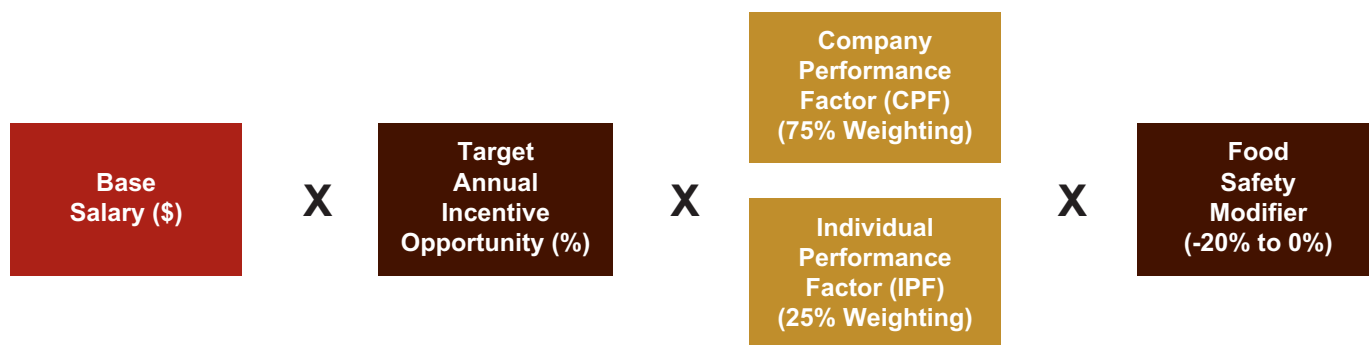 Base
Salary ($)
X
Target
Annual
Incentive
Opportunity (%)
X
Company
Performance
Factor (CPF)
(75% Weighting)
Individual
Performance
Factor (IPF)
(25% Weighting)
X
Food
Safety
Modifier
(-20% to 0%)